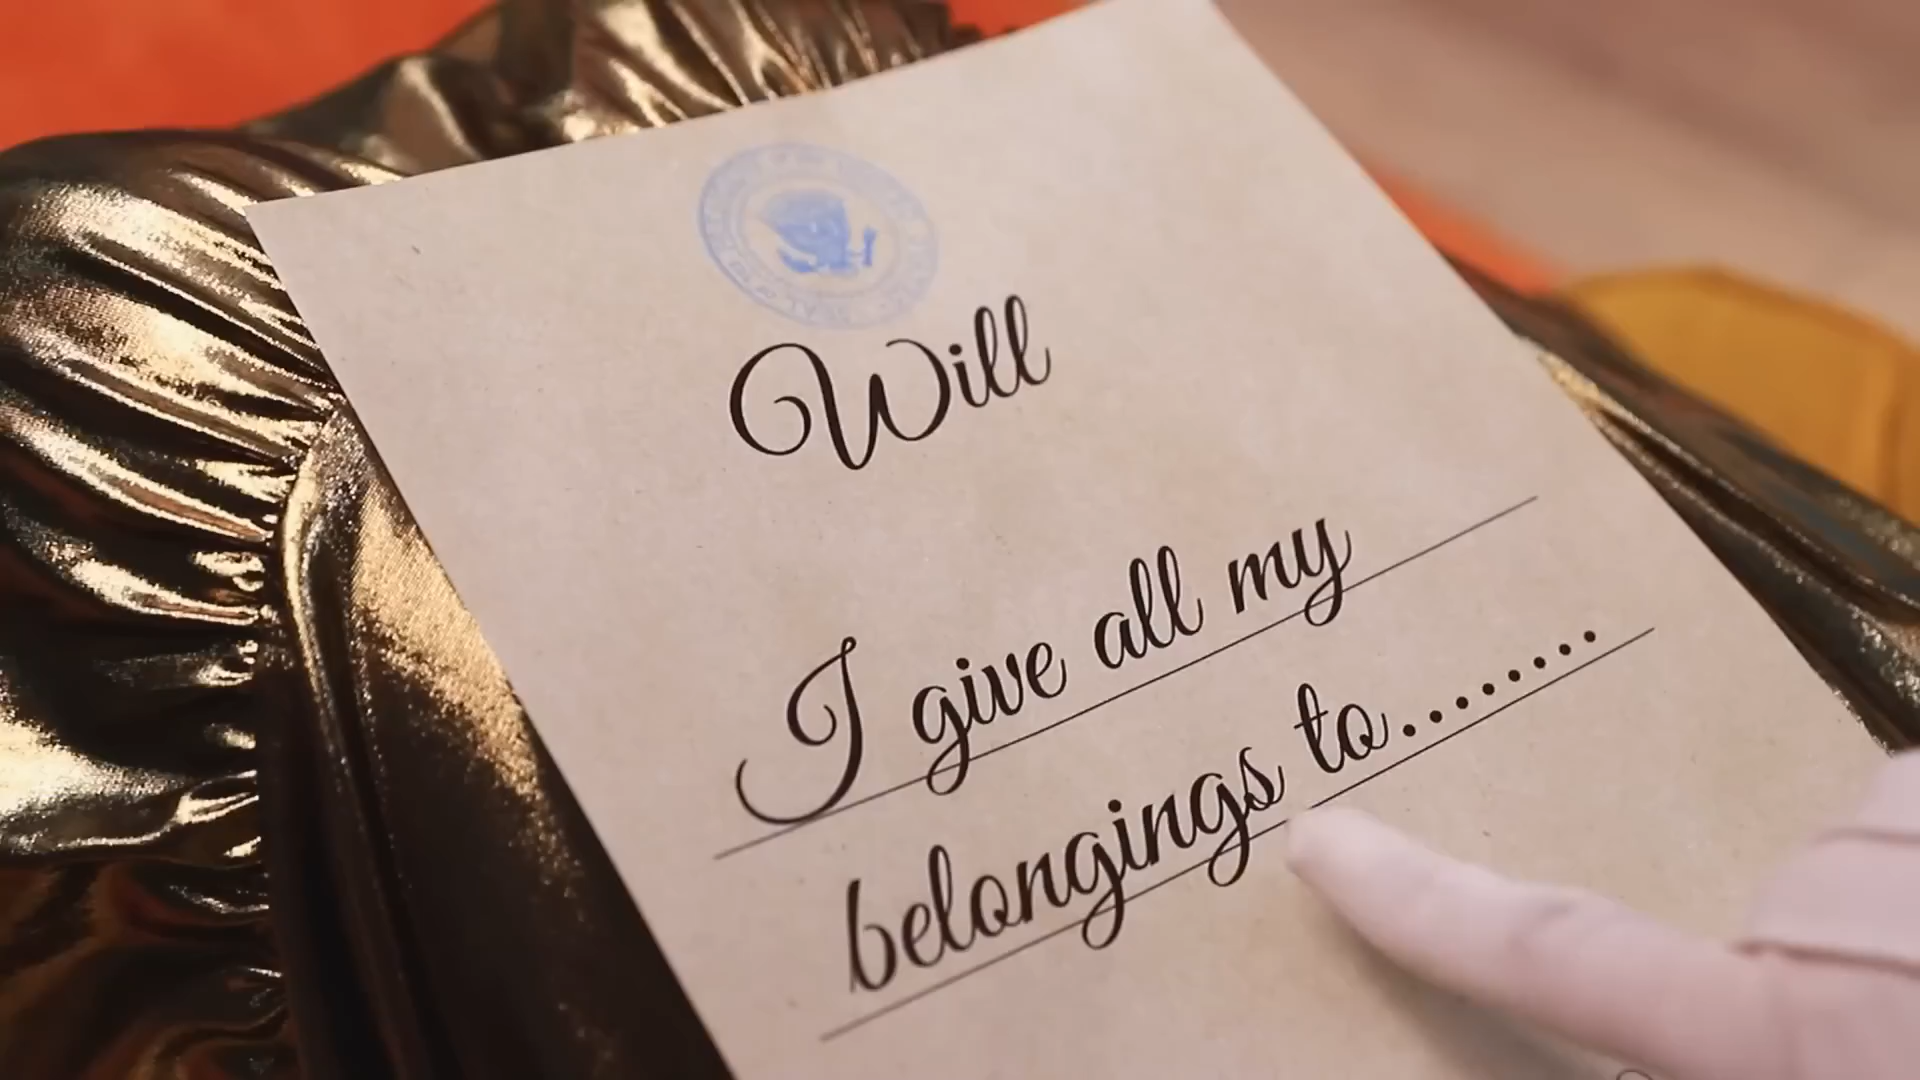 Will
I give all my
belongings to........